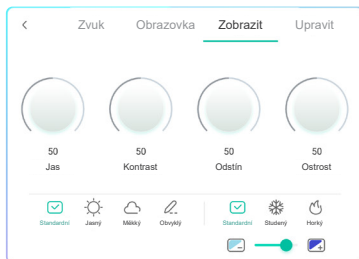 Zvuk Obrazovka Zobrazit Upravit
50 50 50 50
Jas Kontrast Odstín Ostrost
Standardní Jasný Měkký Obvyklý Standardní Studený Horký